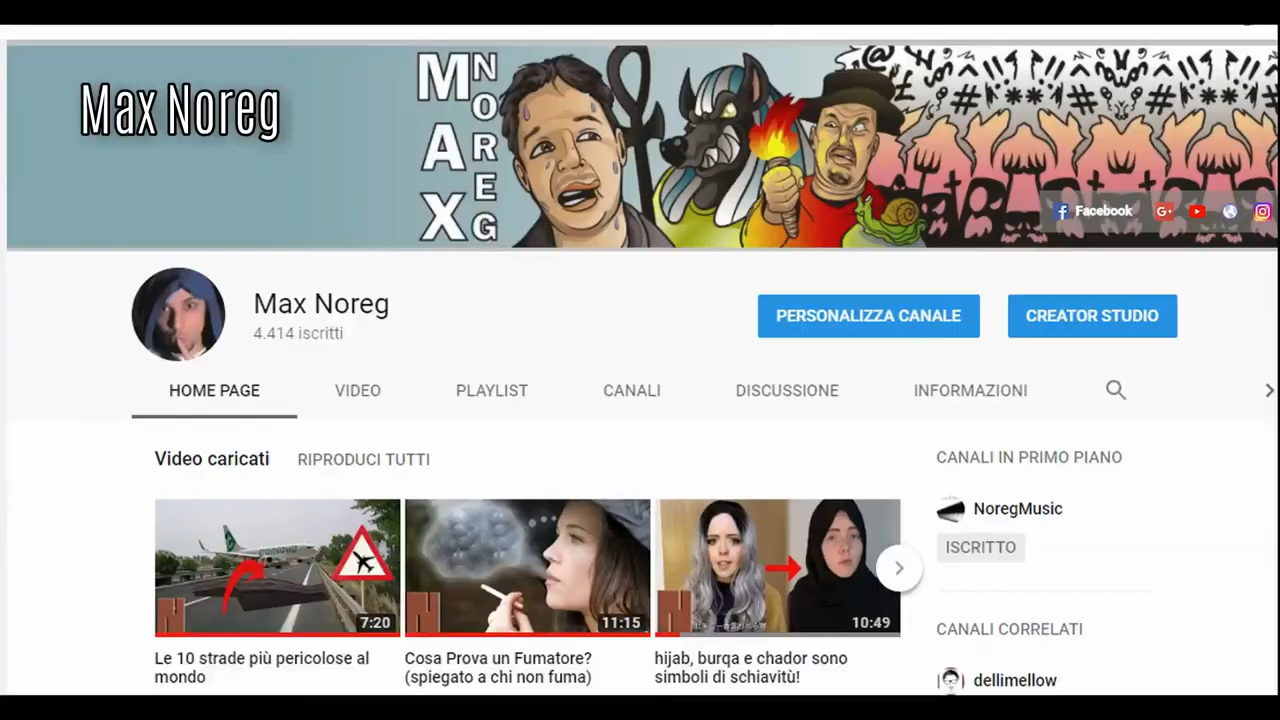 Max Noreg
MAX
NOREG
Facebook
Max Noreg
4.414 iscritti
PERSONALIZZA CANALE
CREATOR STUDIO
HOME PAGE
VIDEO
PLAYLIST
CANALI
DISCUSSIONE
INFORMAZIONI
Video caricati
RIPRODUCI TUTTI
7:20
Le 10 strade più pericolose al
mondo
11:15
Cosa Prova un Fumatore?
(spiegato a chi non fuma)
10:49
hijab, burqa e chador sono
simboli di schiavitù!
CANALI IN PRIMO PIANO
NoregMusic
ISCRITTO
CANALI CORRELATI
dellimellow